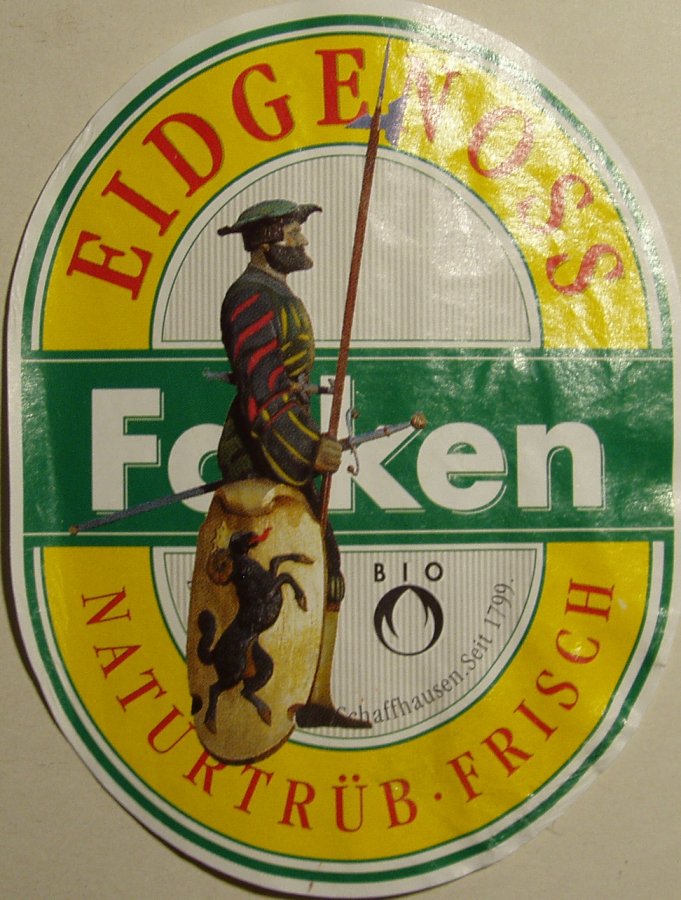 EIDGENOSS
Falken
BIO
Schaffhausen. Seit 1799.
NATURTRÜB · FRISCH